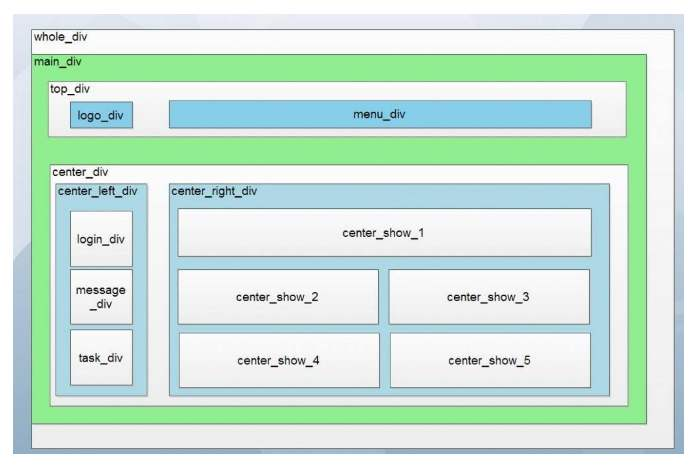 whole_div
main_div
top_div
logo_div
menu_div
center_div
center_left_div
center_right_div
login_div
center_show_1
message
_div
center_show_2
center_show_3
task_div
center_show_4
center_show_5